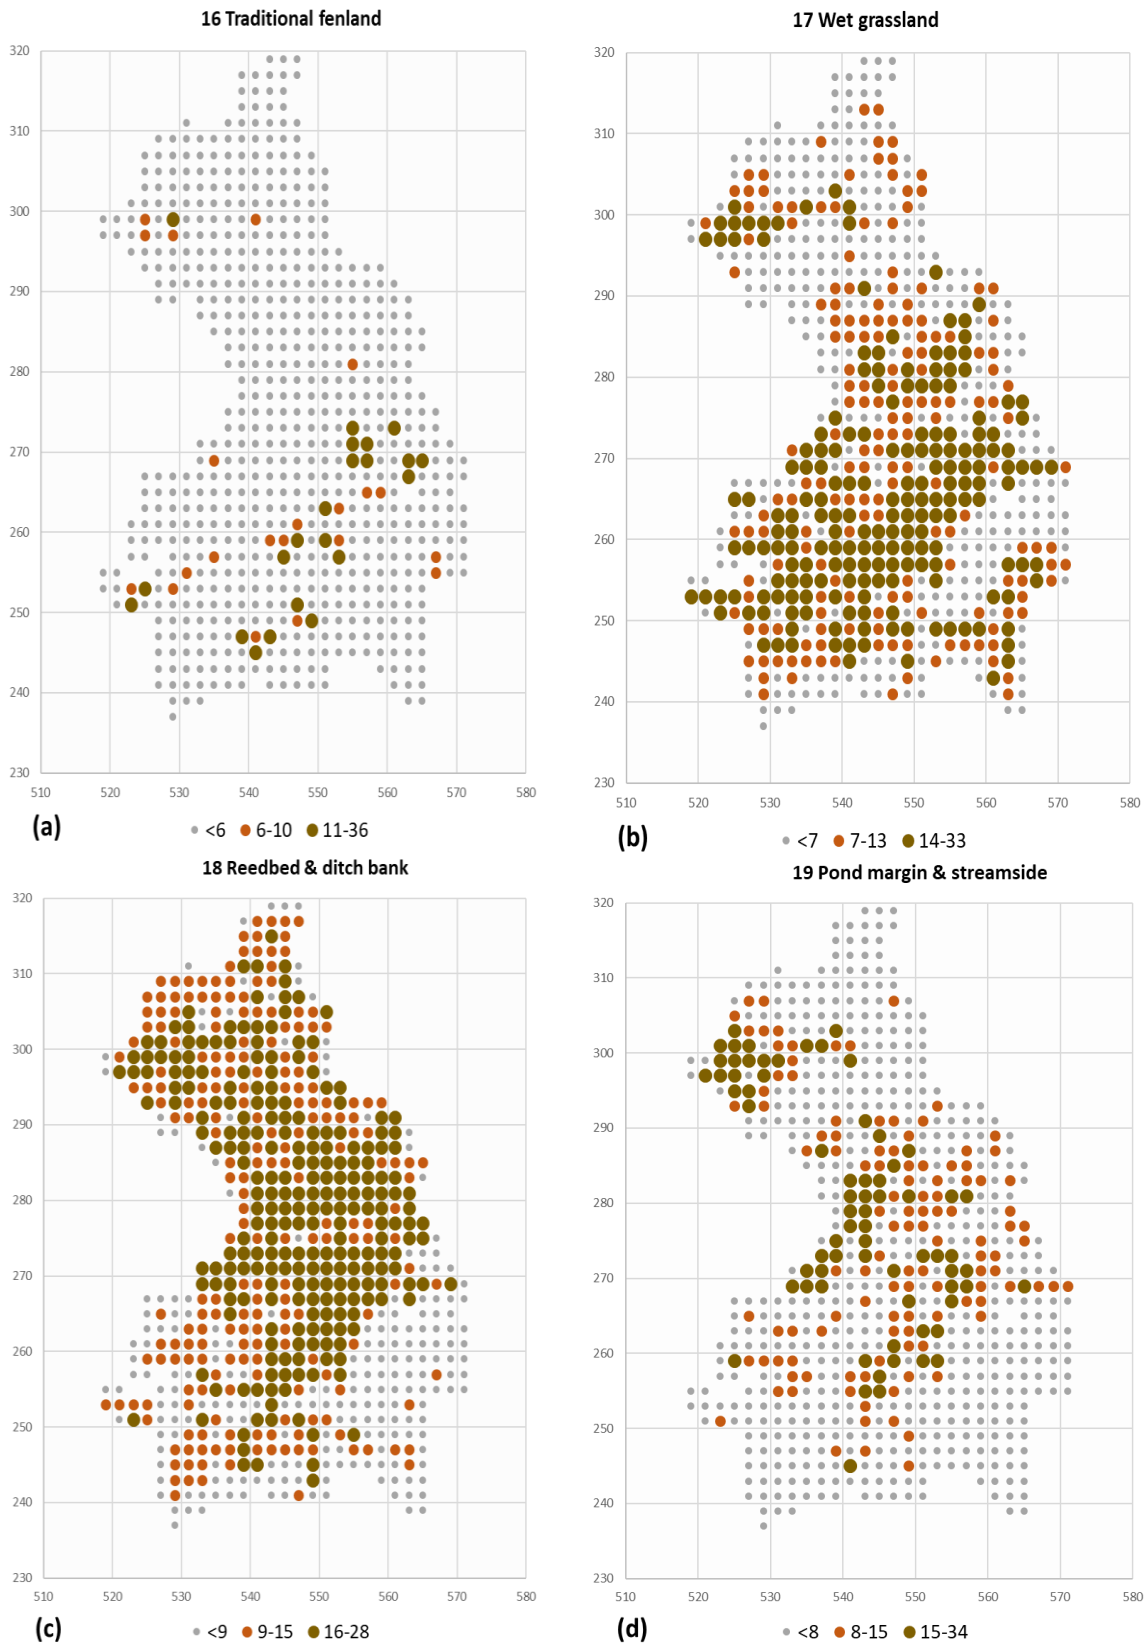 16 Traditional fenland
320
310
300
290
280
270
260
250
240
230
510 520 530 540 550 560 570 580
(a)
<6 6-10 11-36
17 Wet grassland
320
310
300
290
280
270
260
250
240
230
510 520 530 540 550 560 570 580
(b)
<7 7-13 14-33
18 Reedbed & ditch bank
320
310
300
290
280
270
260
250
240
230
510 520 530 540 550 560 570 580
(c)
<9 9-15 16-28
19 Pond margin & streamside
320
310
300
290
280
270
260
250
240
230
510 520 530 540 550 560 570 580
(d)
<8 8-15 15-34